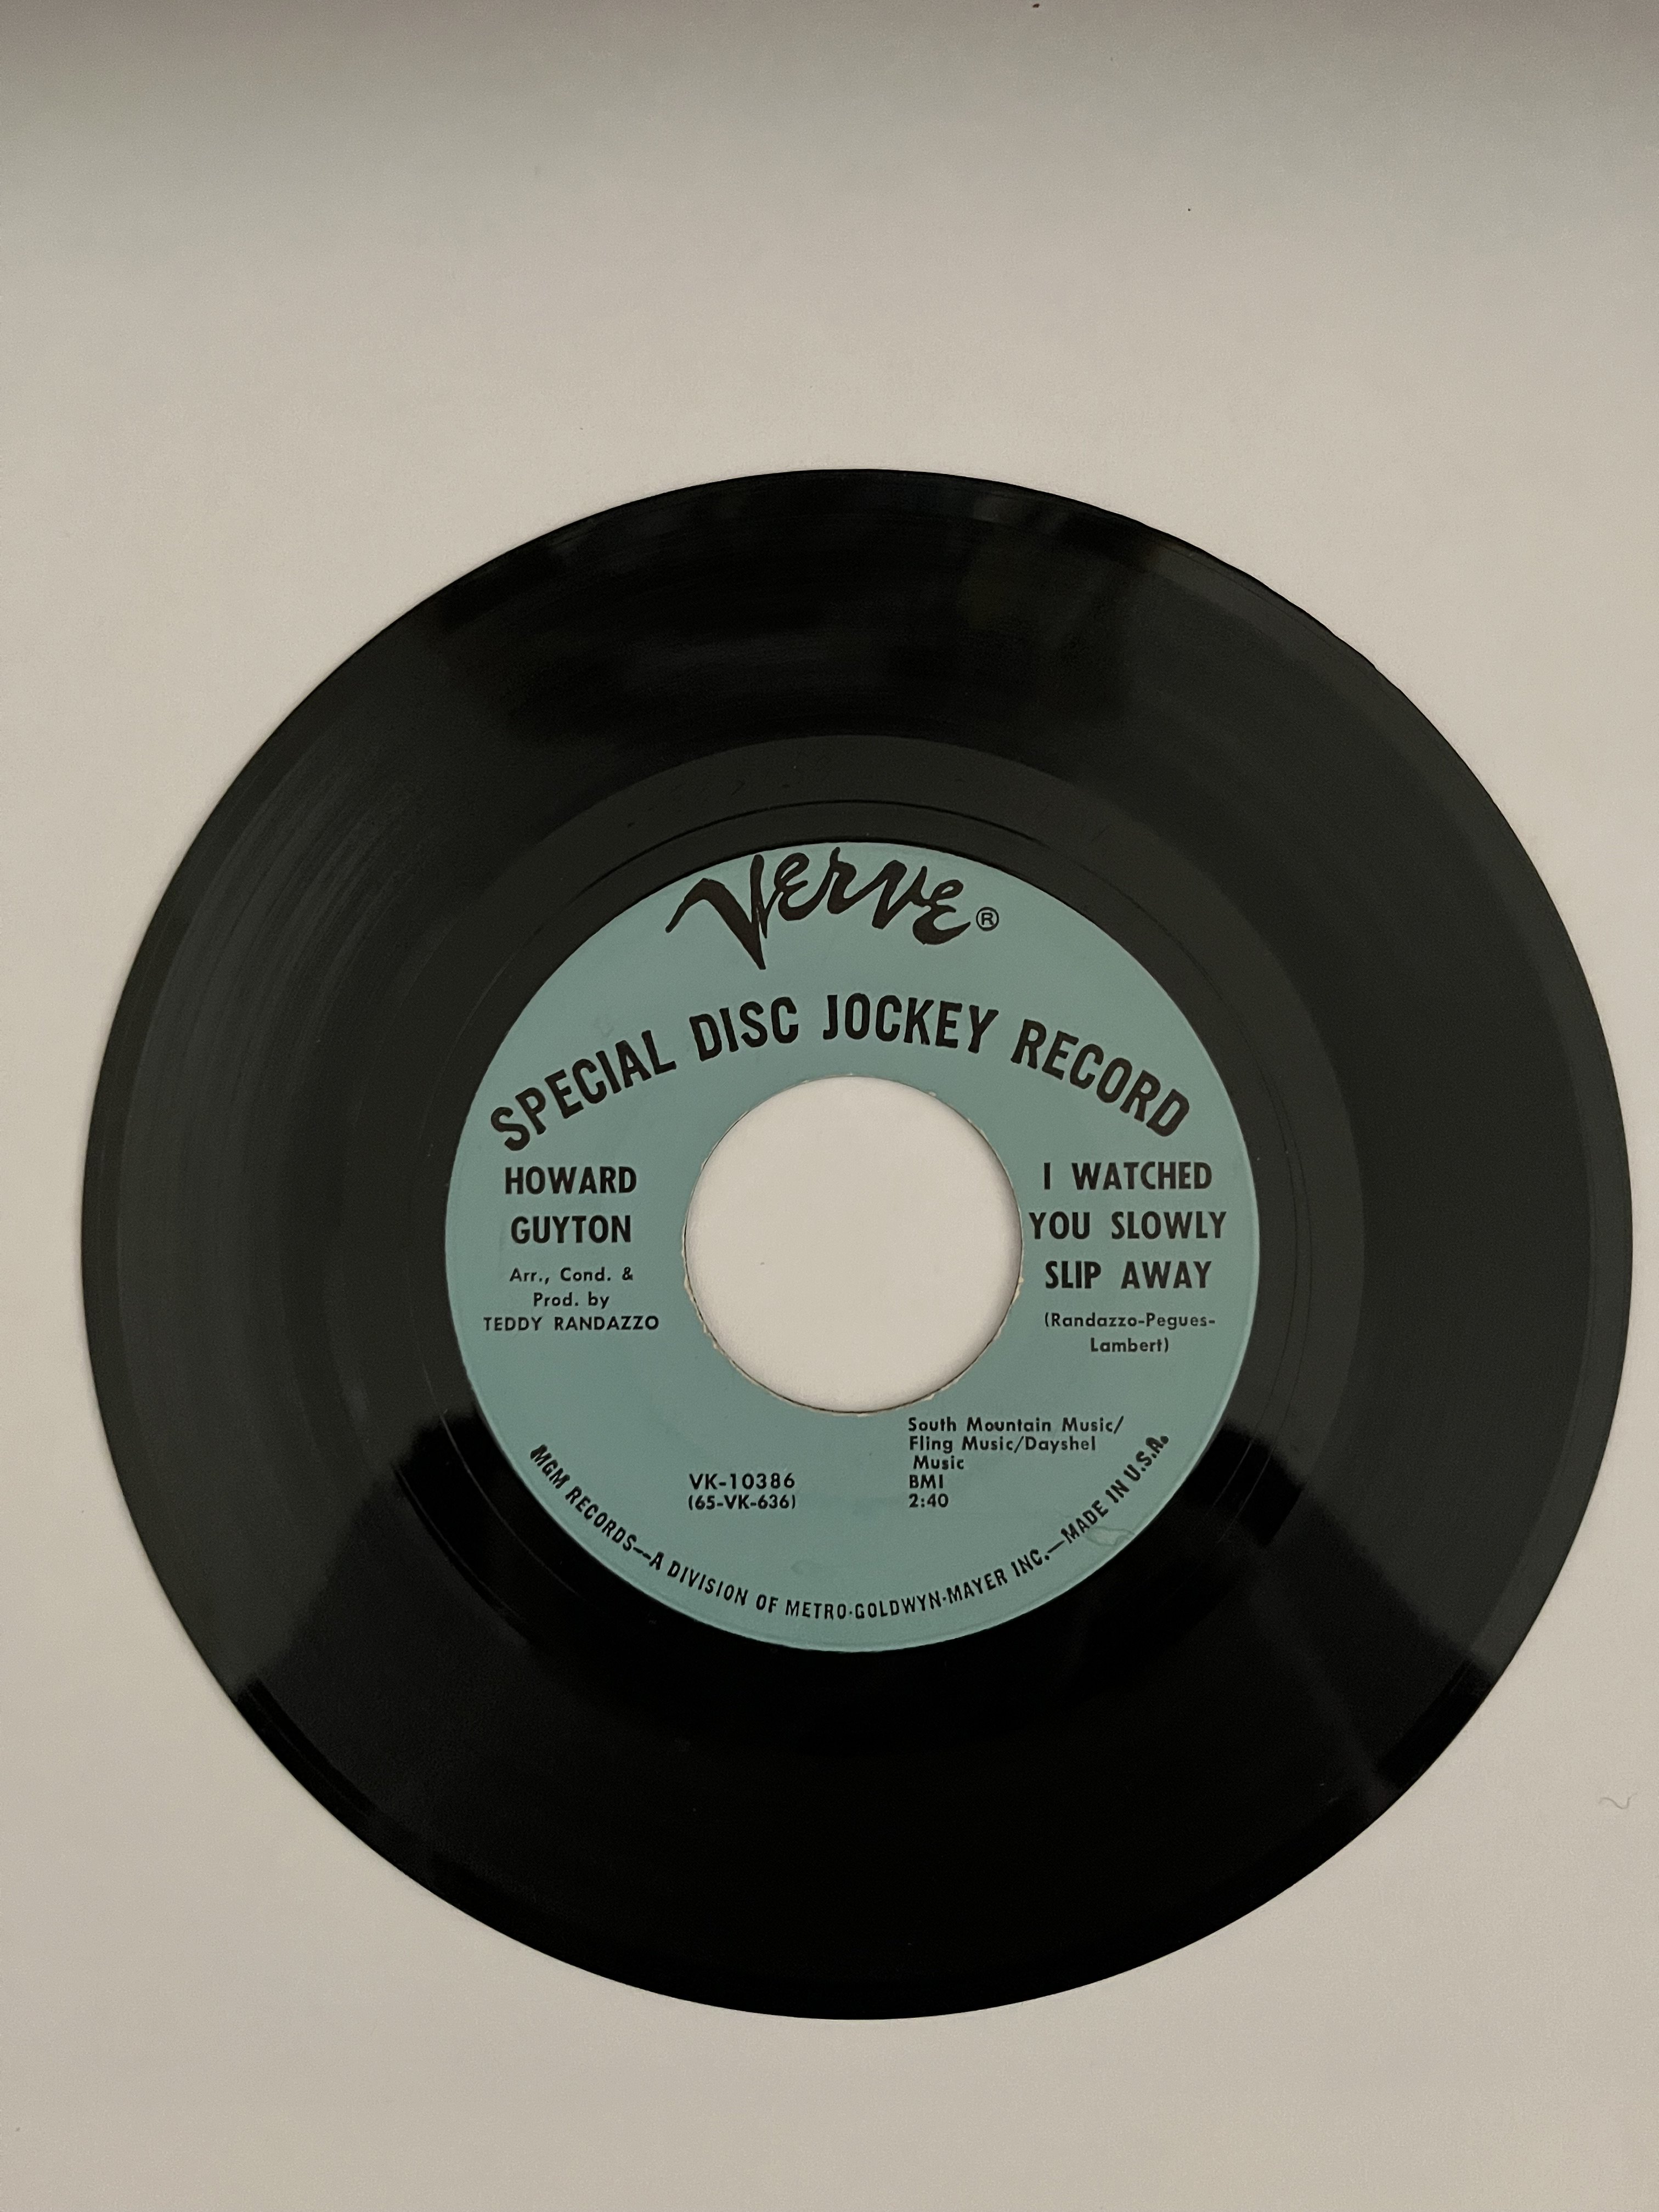 Verve®
SPECIAL DISC JOCKEY RECORD
HOWARD
GUYTON
Arr., Cond. &
Prod. by
TEDDY RANDAZZO
I WATCHED
YOU SLOWLY
SLIP AWAY
(Randazzo-Pegues-
Lambert)
VK-10386
(65-VK-636)
South Mountain Music/
Fling Music/Dayshel
Music
BMI
2:40
MGM RECORDS—A DIVISION OF METRO-GOLDWYN-MAYER INC.—MADE IN U.S.A.